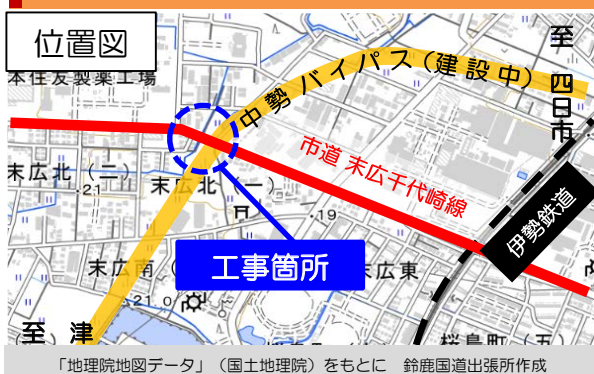 位置図
至 四日市
本住友製薬工場
中勢バイパス(建設中)
市道 末広千代崎線
末広北(二)
・21
末広北(一)
・19
伊勢鉄道
工事箇所
末広南(
末広東
・21.0
至 津
桜島町(五
「地理院地図データ」(国土地理院)をもとに 鈴鹿国道出張所作成